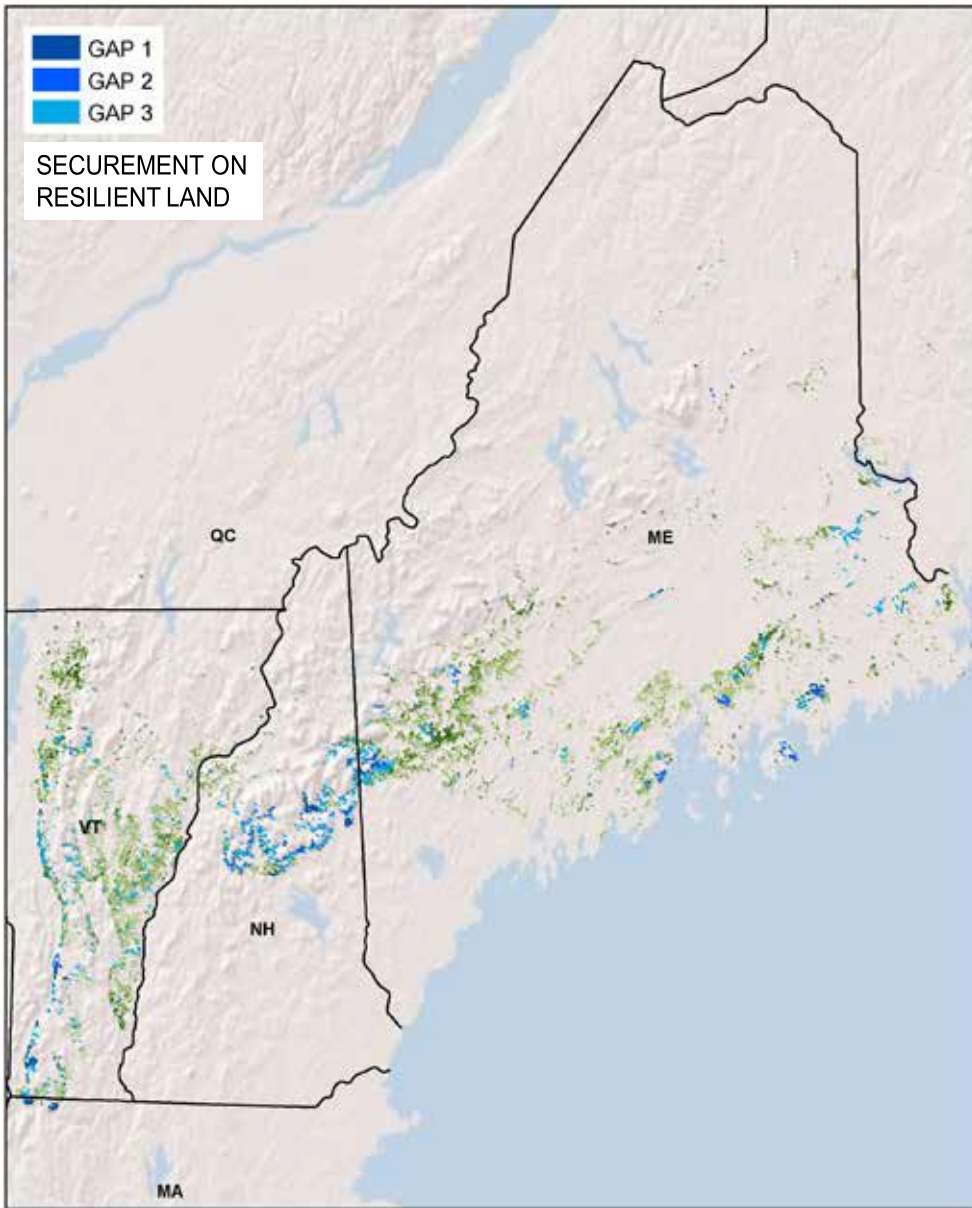 GAP 1
GAP 2
GAP 3
SECUREMENT ON
RESILIENT LAND
QC
ME
VT
NH
MA